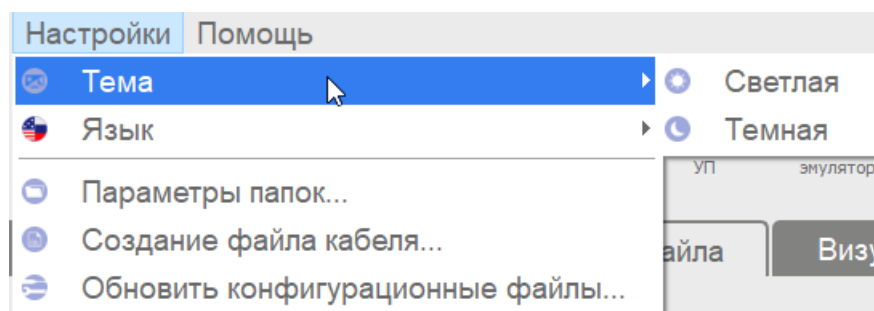 Настройки Помощь
Тема
Светлая
Язык
Темная
УП эмулятор
Параметры папок...
Создание файла кабеля...
айла Визу
Обновить конфигурационные файлы...